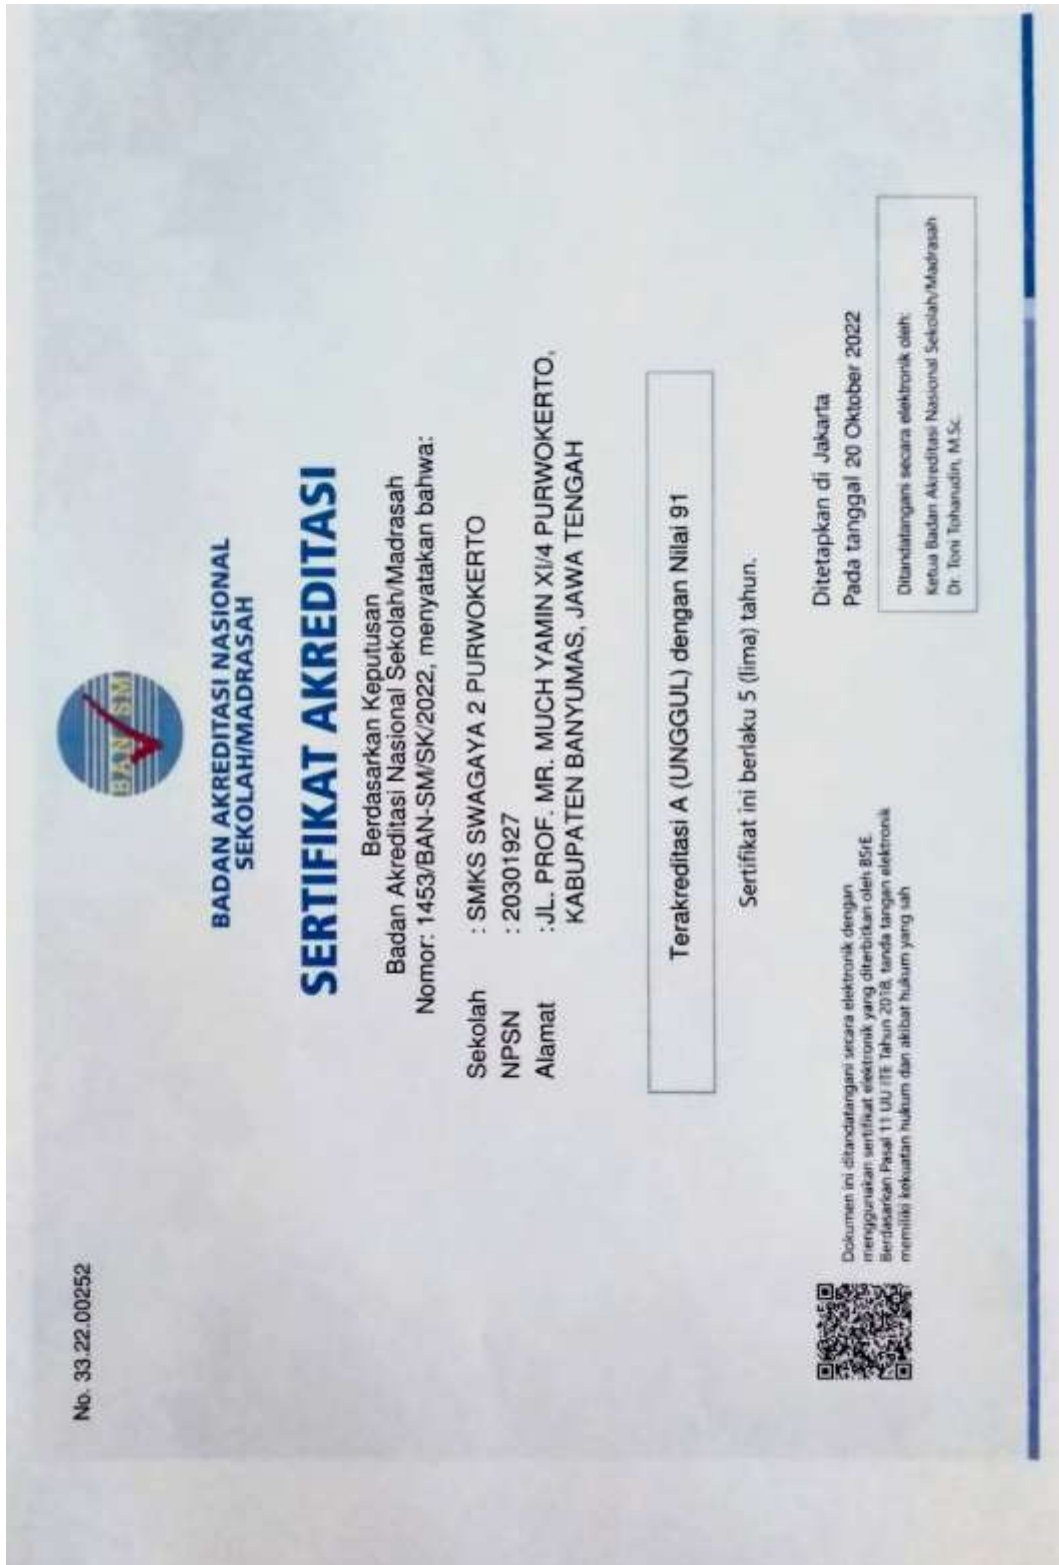 No. 33.22.00252
BAN SM
BADAN AKREDITASI NASIONAL
SEKOLAH/MADRASAH
SERTIFIKAT AKREDITASI
Berdasarkan Keputusan
Badan Akreditasi Nasional Sekolah/Madrasah
Nomor: 1453/BAN-SM/SK/2022, menyatakan bahwa:
Sekolah : SMKS SWAGAYA 2 PURWOKERTO
NPSN : 20301927
Alamat :JL. PROF. MR. MUCH YAMIN XI/4 PURWOKERTO,
KABUPATEN BANYUMAS, JAWA TENGAH
Terakreditasi A (UNGGUL) dengan Nilai 91
Sertifikat ini berlaku 5 (lima) tahun.
Ditetapkan di Jakarta
Pada tanggal 20 Oktober 2022
Ditandatangani secara elektronik oleh:
Ketua Badan Akreditasi Nasional Sekolah/Madrasah
Dr. Toni Toharudin, M.Sc.
Dokumen ini ditandatangani secara elektronik dengan
menggunakan sertifikat elektronik yang diterbitkan oleh BSrE.
Berdasarkan Pasal 11 UU ITE Tahun 2018, tanda tangan elektronik
memiliki kekuatan hukum dan akibat hukum yang sah